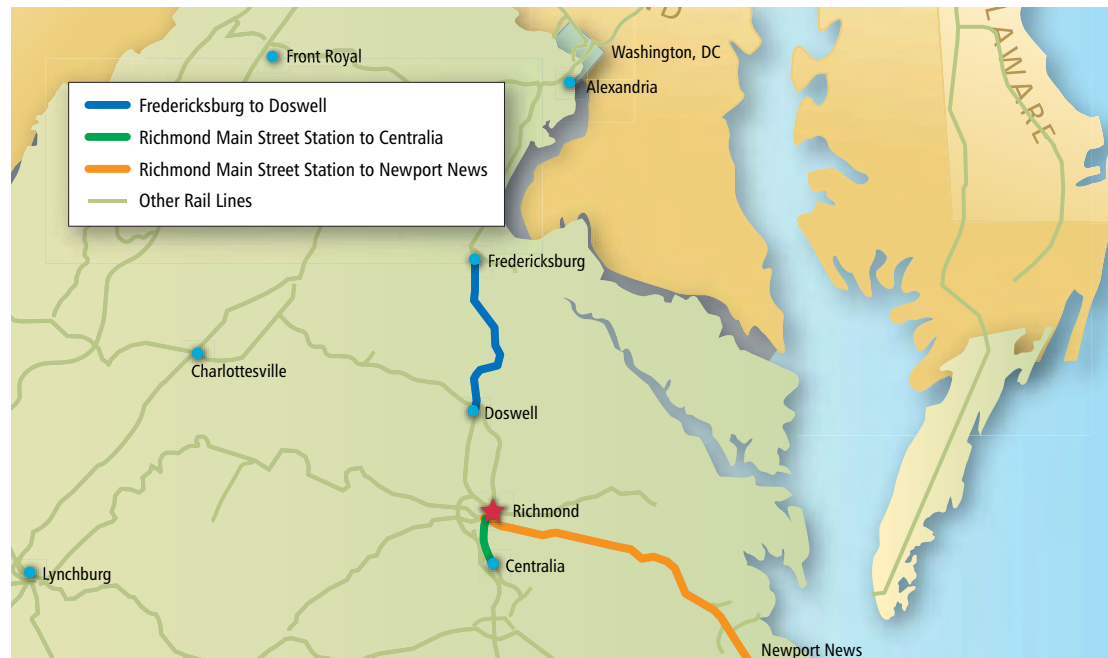 Front Royal
Washington, DC
Alexandria
D
LAWARE
Fredericksburg to Doswell
Richmond Main Street Station to Centralia
Richmond Main Street Station to Newport News
Other Rail Lines
Fredericksburg
Charlottesville
Doswell
Richmond
Centralia
Lynchburg
Newport News